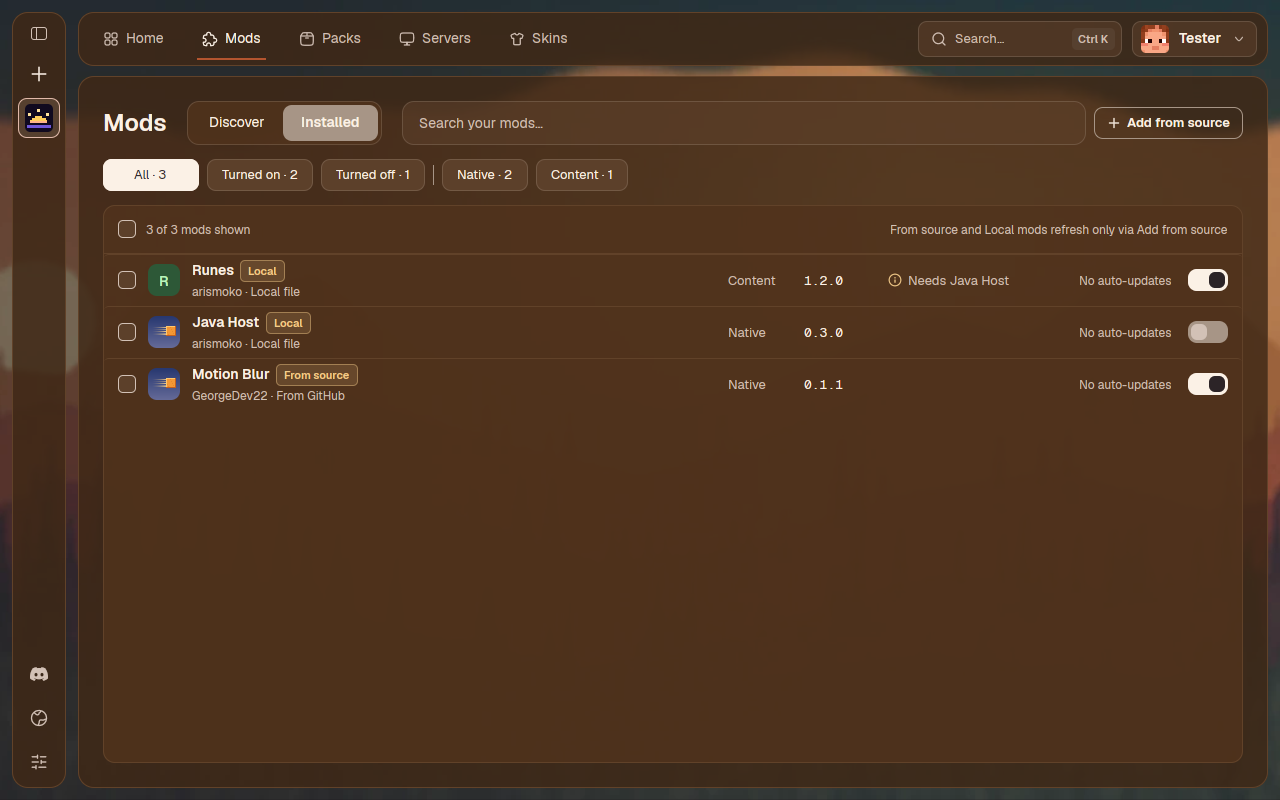 Home
Mods
Packs
Servers
Skins
Search...
Ctrl K
Tester
Mods
Discover
Installed
Search your mods...
Add from source
All · 3
Turned on · 2
Turned off · 1
Native · 2
Content · 1
3 of 3 mods shown
From source and Local mods refresh only via Add from source
R
Runes
Local
arismoko · Local file
Content
1.2.0
Needs Java Host
No auto-updates
Java Host
Local
arismoko · Local file
Native
0.3.0
No auto-updates
Motion Blur
From source
GeorgeDev22 · From GitHub
Native
0.1.1
No auto-updates